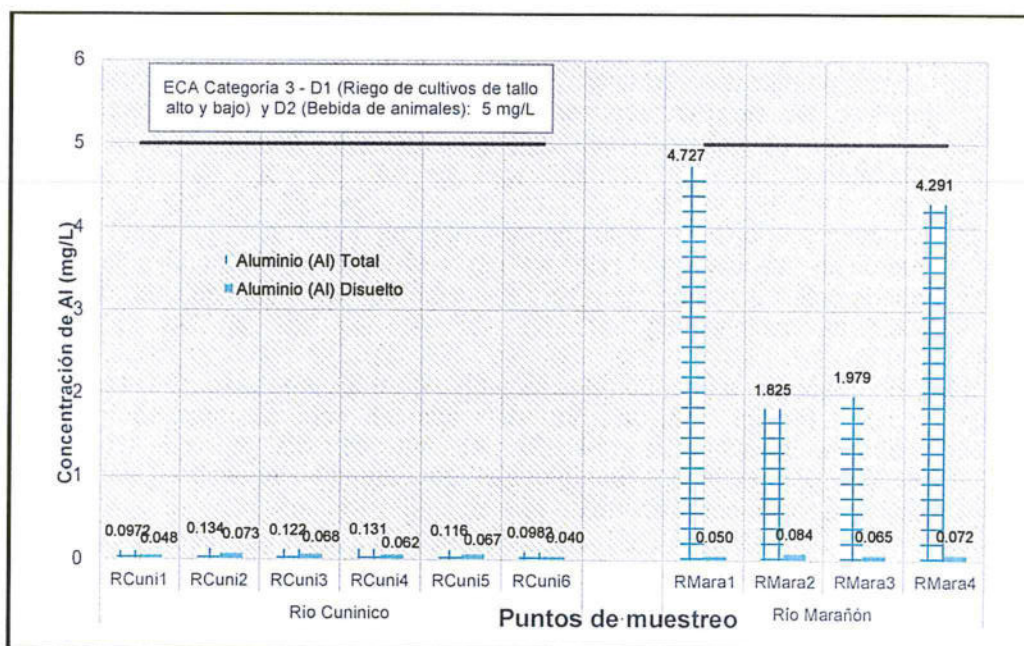 6
ECA Categoría 3 - D1 (Riego de cultivos de tallo
alto y bajo) y D2 (Bebida de animales): 5 mg/L
5
4.727
4.291
4
Aluminio (Al) Total
Aluminio (Al) Disuelto
3
2
1.825
1.979
1
0.0972 0.048 0.134 0.073 0.122 0.068 0.131 0.062 0.116 0.067 0.0982 0.040 0.050 0.084 0.065 0.072
0
Concentración de Al (mg/L)
RCuni1 RCuni2 RCuni3 RCuni4 RCuni5 RCuni6 RMara1 RMara2 RMara3 RMara4
Río Cuninico
Puntos de muestreo
Río Marañón